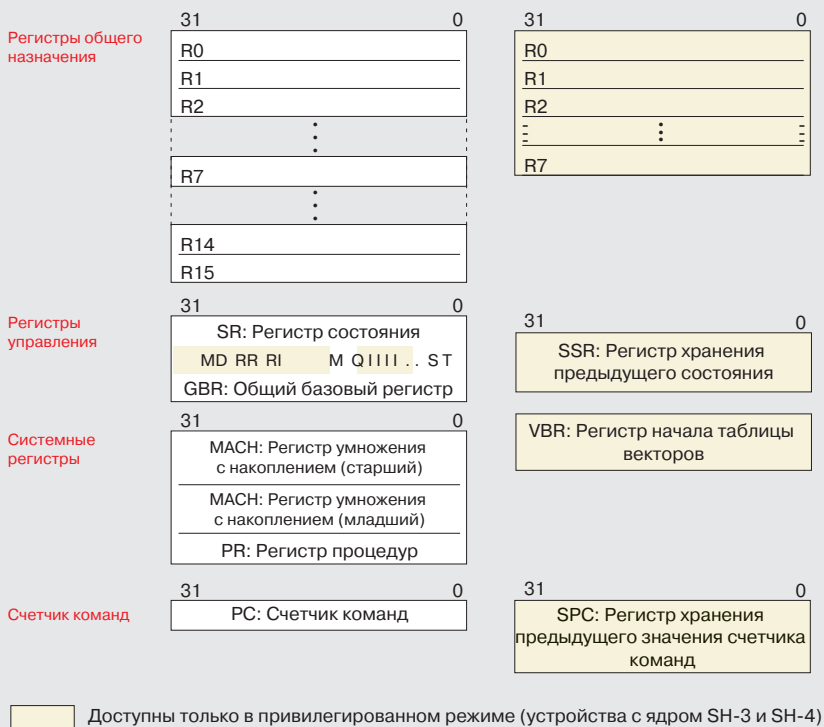 Регистры общего
назначения
31 0
R0
R1
R2
R7
R14
R15
31 0
R0
R1
R2
R7
Регистры
управления
31 0
SR: Регистр состояния
MD RR RI M Q I I I I . . S T
GBR: Общий базовый регистр
31 0
SSR: Регистр хранения
предыдущего состояния
Системные
регистры
31 0
MACH: Регистр умножения
с накоплением (старший)
MACH: Регистр умножения
с накоплением (младший)
PR: Регистр процедур
VBR: Регистр начала таблицы
векторов
Счетчик команд
31 0
PC: Счетчик команд
31 0
SPC: Регистр хранения
предыдущего значения счетчика
команд
Доступны только в привилегированном режиме (устройства с ядром SH-3 и SH-4)